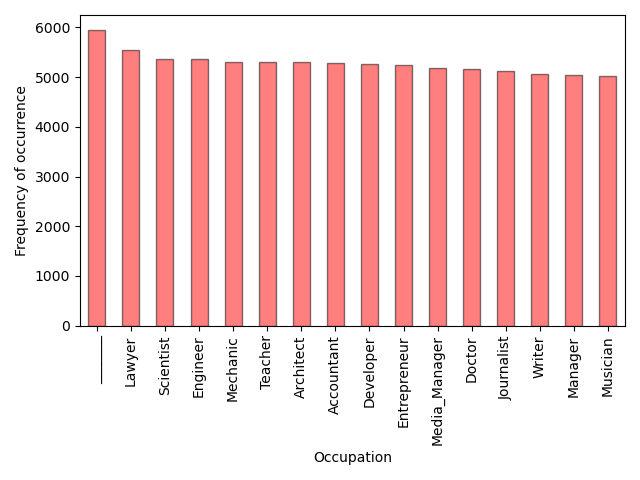 6000
5000
4000
3000
2000
1000
0
Frequency of occurrence
_______
Lawyer
Scientist
Engineer
Mechanic
Teacher
Architect
Accountant
Developer
Entrepreneur
Media_Manager
Doctor
Journalist
Writer
Manager
Musician
Occupation